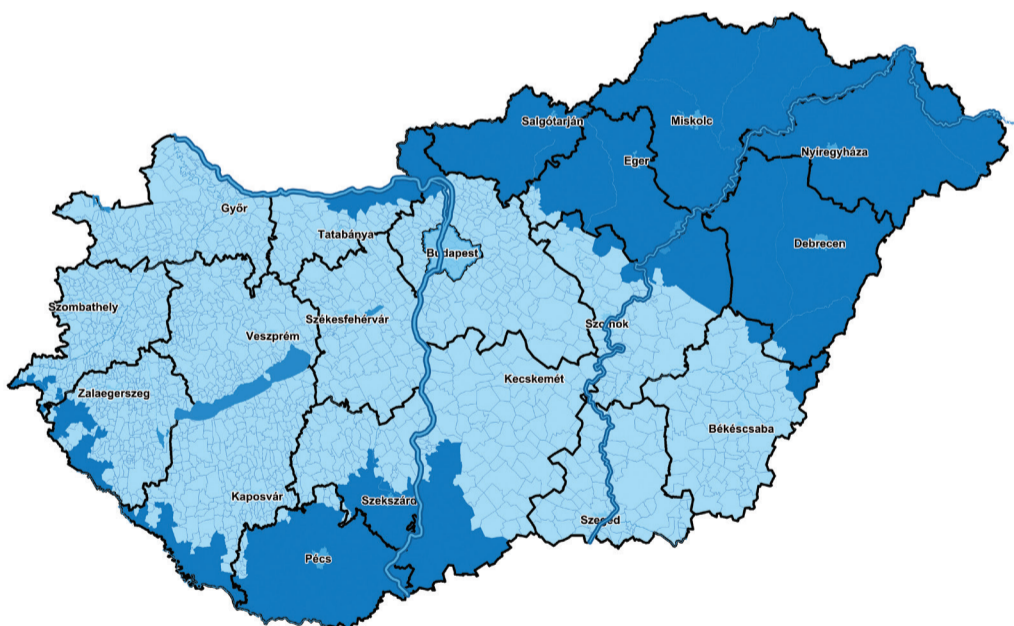 Salgótarján
Miskolc
Eger
Nyíregyháza
Győr
Tatabánya
Budapest
Debrecen
Szombathely
Székesfehérvár
Veszprém
Szolnok
Kecskemét
Zalaegerszeg
Békéscsaba
Kaposvár
Szekszárd
Szeged
Pécs